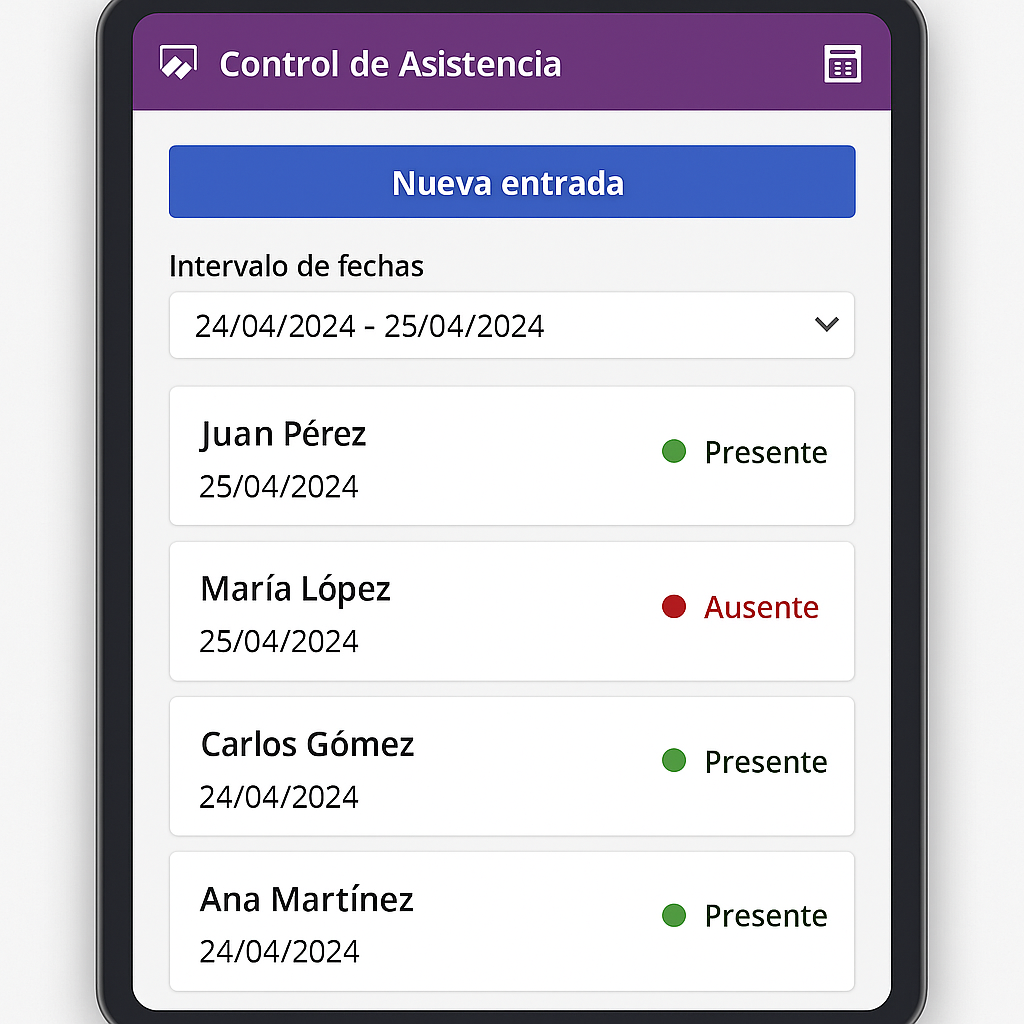 Control de Asistencia
Nueva entrada
Intervalo de fechas
24/04/2024 - 25/04/2024
Juan Pérez
Presente
25/04/2024
María López
Ausente
25/04/2024
Carlos Gómez
Presente
24/04/2024
Ana Martínez
Presente
24/04/2024